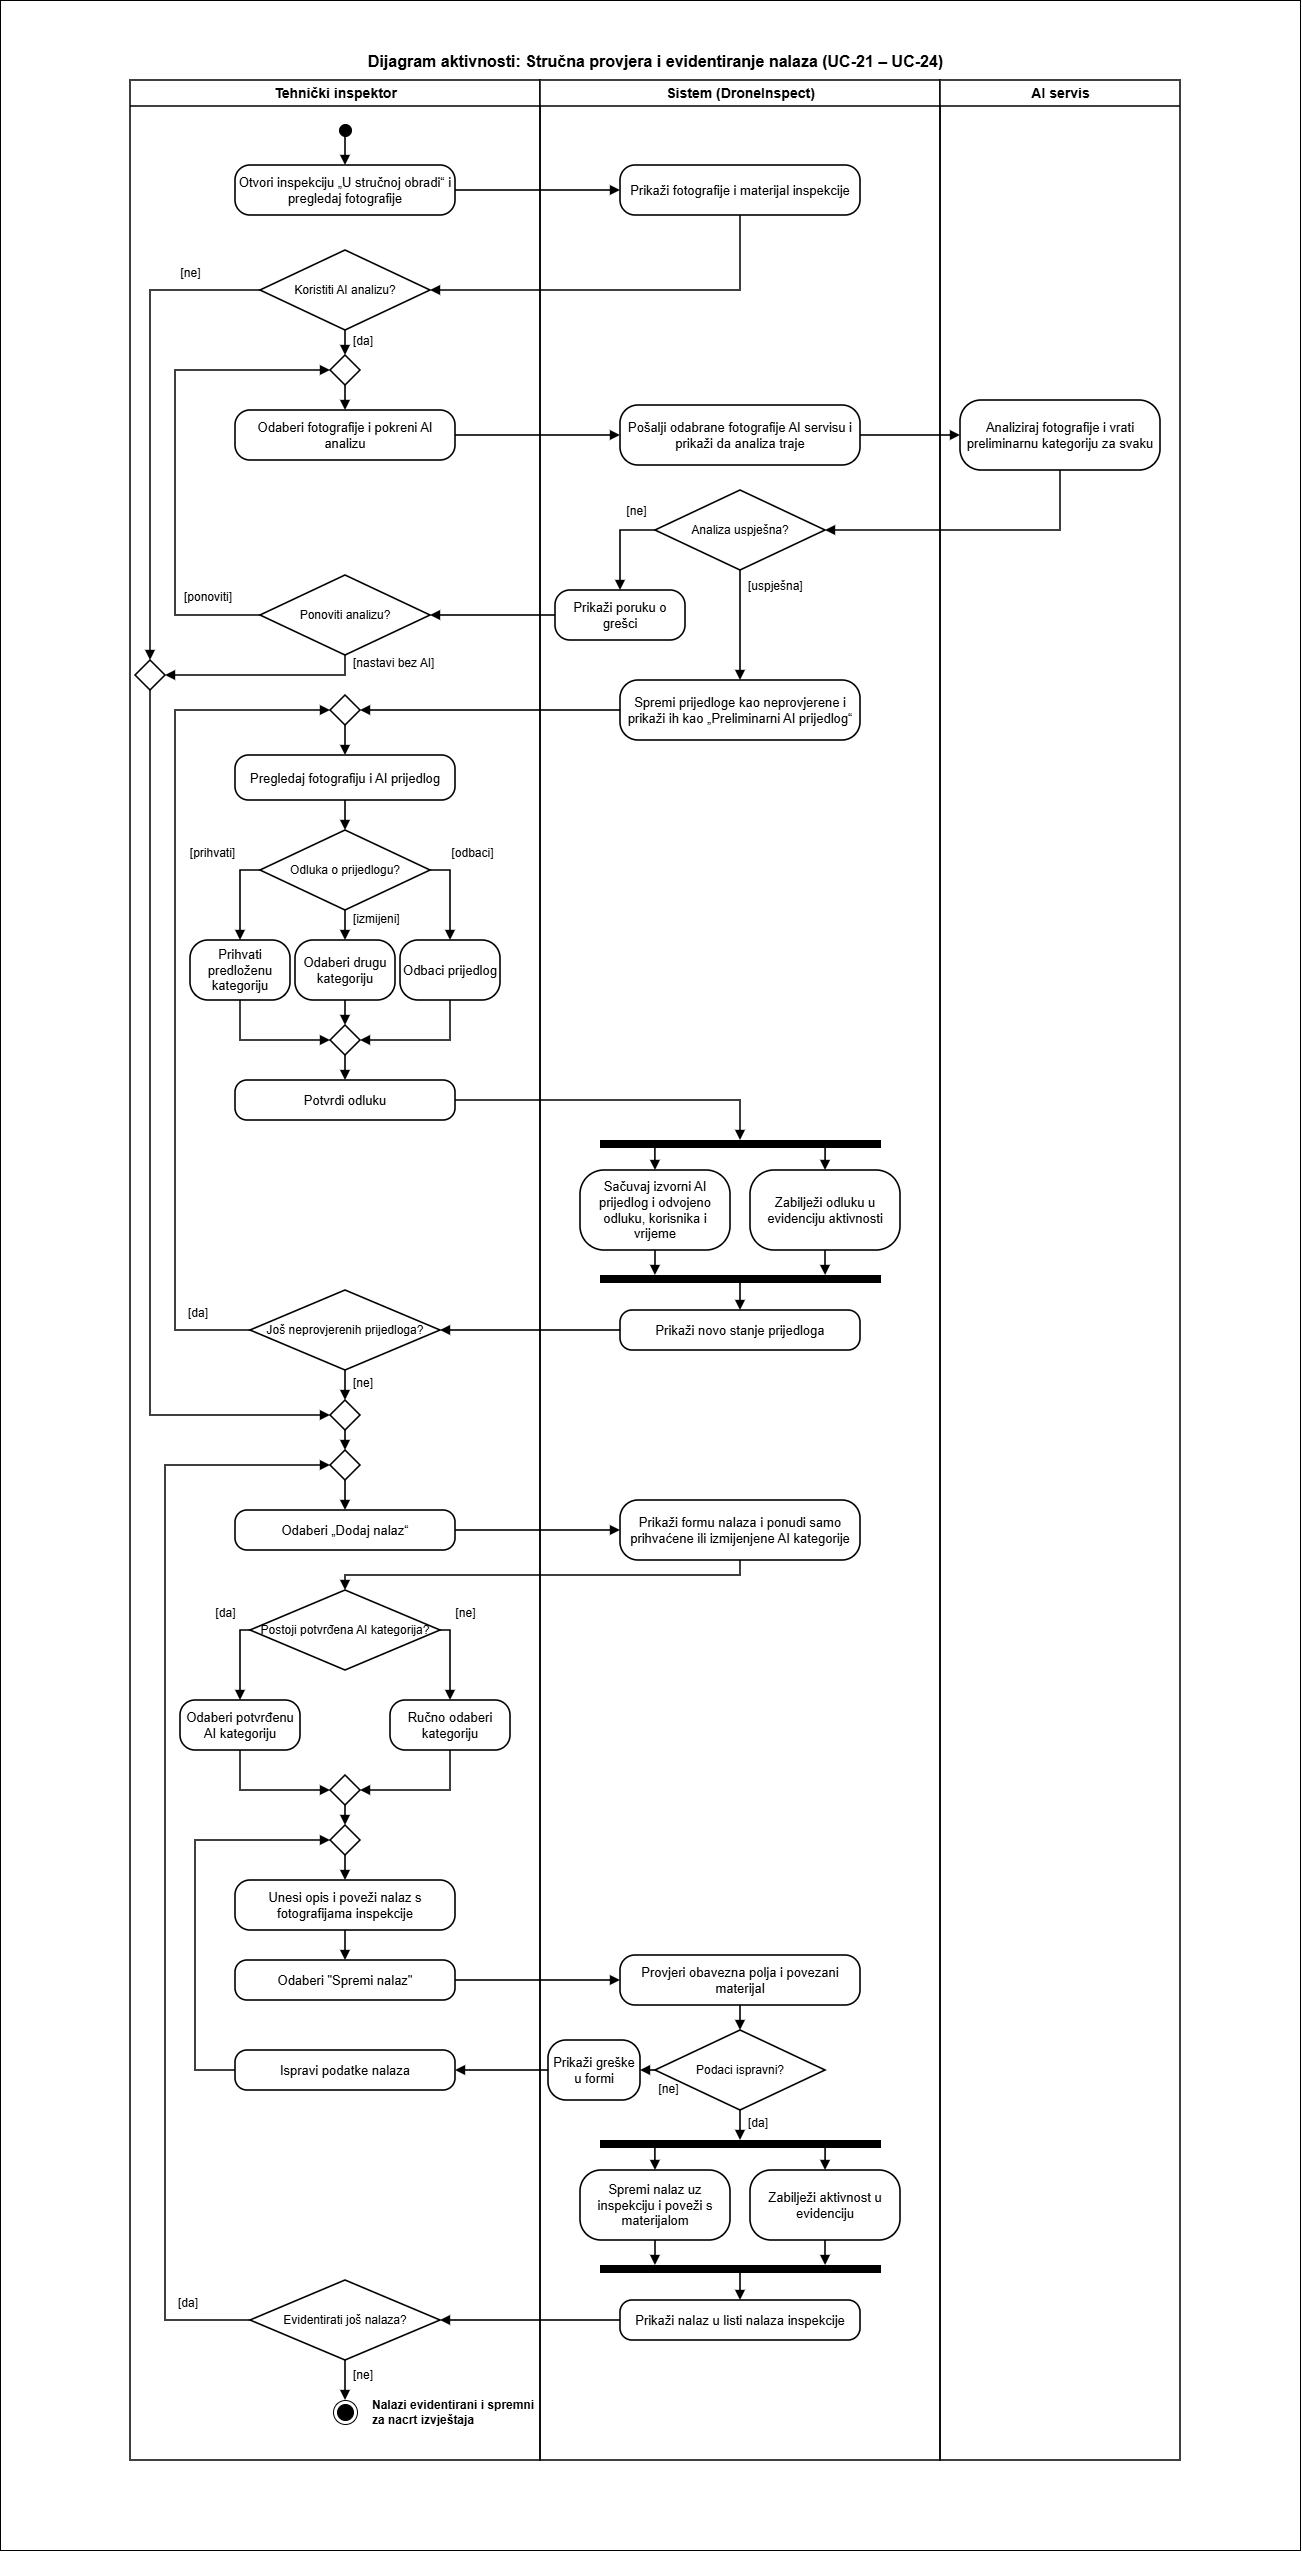 Dijagram aktivnosti: Stručna provjera i evidentiranje nalaza (UC-21 – UC-24)
Tehnički inspektor
Sistem (DroneInspect)
AI servis
Otvori inspekciju „U stručnoj obradi“ i
pregledaj fotografije
Prikaži fotografije i materijal inspekcije
[ne]
Koristiti AI analizu?
[da]
Odaberi fotografije i pokreni AI
analizu
Pošalji odabrane fotografije AI servisu i
prikaži da analiza traje
Analiziraj fotografije i vrati
preliminarnu kategoriju za svaku
[ne]
Analiza uspješna?
[uspješna]
[ponoviti]
Ponoviti analizu?
Prikaži poruku o
grešci
[nastavi bez AI]
Spremi prijedloge kao neprovjerene i
prikaži ih kao „Preliminarni AI prijedlog“
Pregledaj fotografiju i AI prijedlog
[prihvati]
[odbaci]
Odluka o prijedlogu?
[izmijeni]
Prihvati
predloženu
kategoriju
Odaberi drugu
kategoriju
Odbaci prijedlog
Potvrdi odluku
Sačuvaj izvorni AI
prijedlog i odvojeno
odluku, korisnika i
vrijeme
Zabilježi odluku u
evidenciju aktivnosti
[da]
Još neprovjerenih prijedloga?
Prikaži novo stanje prijedloga
[ne]
Odaberi „Dodaj nalaz“
Prikaži formu nalaza i ponudi samo
prihvaćene ili izmijenjene AI kategorije
[da]
[ne]
Postoji potvrđena AI kategorija?
Odaberi potvrđenu
AI kategoriju
Ručno odaberi
kategoriju
Unesi opis i poveži nalaz s
fotografijama inspekcije
Odaberi "Spremi nalaz"
Provjeri obavezna polja i povezani
materijal
Ispravi podatke nalaza
Prikaži greške
u formi
Podaci ispravni?
[ne]
[da]
Spremi nalaz uz
inspekciju i poveži s
materijalom
Zabilježi aktivnost u
evidenciju
[da]
Evidentirati još nalaza?
Prikaži nalaz u listi nalaza inspekcije
[ne]
Nalazi evidentirani i spremni
za nacrt izvještaja